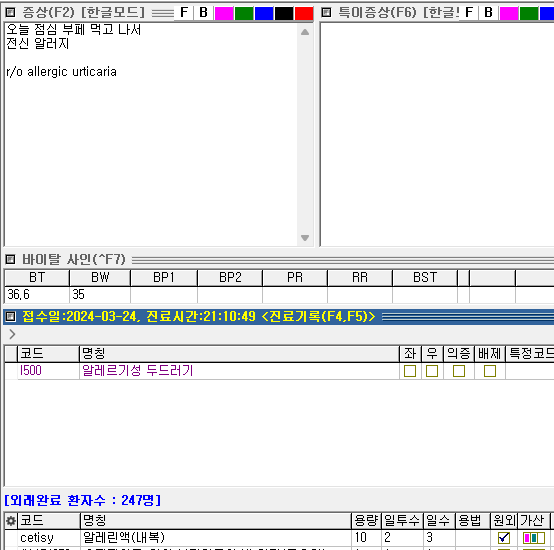 증상(F2) [한글모드] F B
특이증상(F6) [한글 F B
오늘 점심 부페 먹고 나서
전신 알러지
r/o allergic urticaria
바이탈 사인(^F7)
BT BW BP1 BP2 PR RR BST
36.6 35
접수일:2024-03-24, 진료시간:21:10:49 <진료기록(F4,F5)>
코드 명칭 좌 우 의증 배제 특정코드
l500 알레르기성 두드러기
[외래완료 환자수 : 247명]
코드 명칭 용량 일투수 일수 용법 원외 가산
cetisy 알레린액(내복) 10 2 3